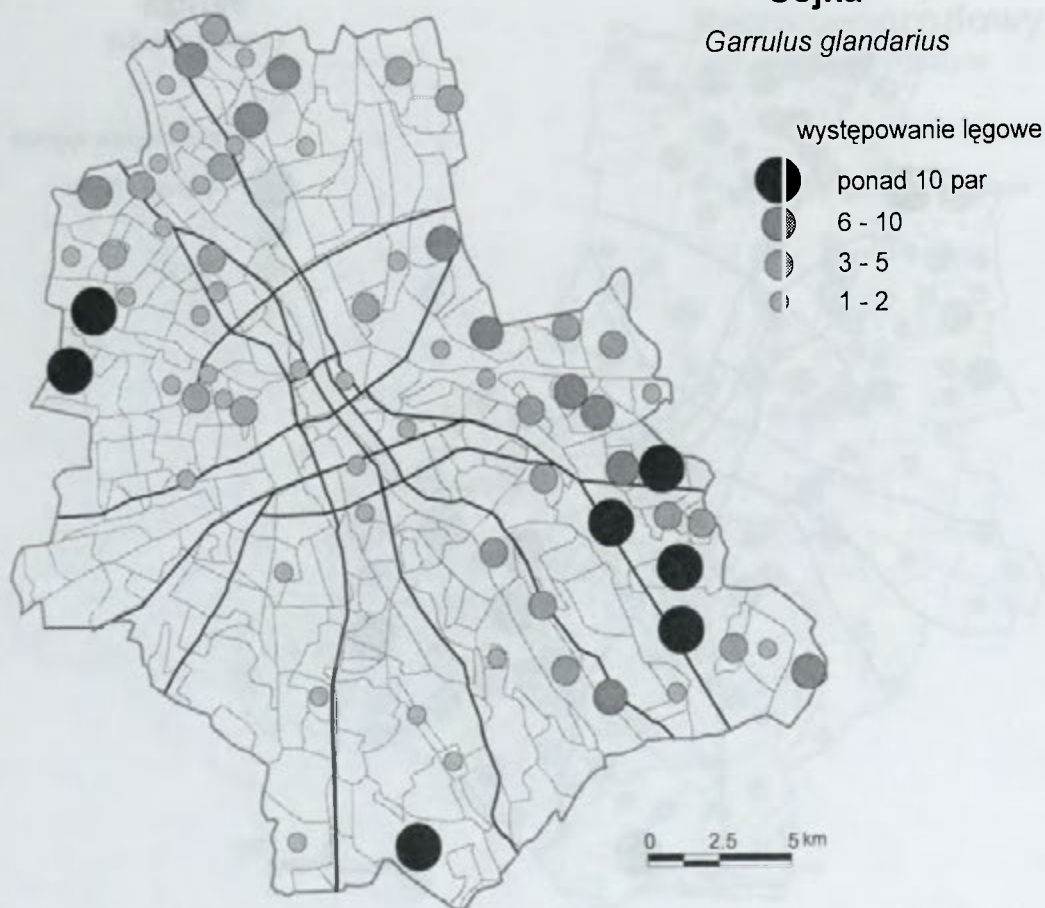 Garrulus glandarius
występowanie lęgowe
ponad 10 par
6 - 10
3 - 5
1 - 2
0 2.5 5 km